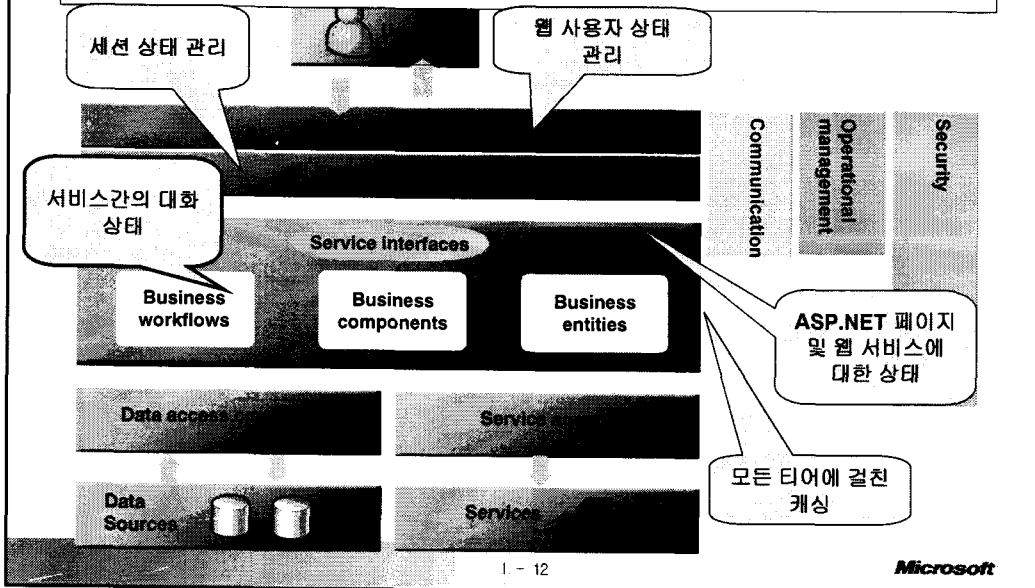 세션 상태 관리
웹 사용자 상태
관리
서비스간의 대화
상태
Communication
Operational
management
Security
Service interfaces
Business
workflows
Business
components
Business
entities
ASP.NET 페이지
및 웹 서비스에
대한 상태
Data access
Service
모든 티어에 걸친
캐싱
Data
Sources
Services
I - 12
Microsoft